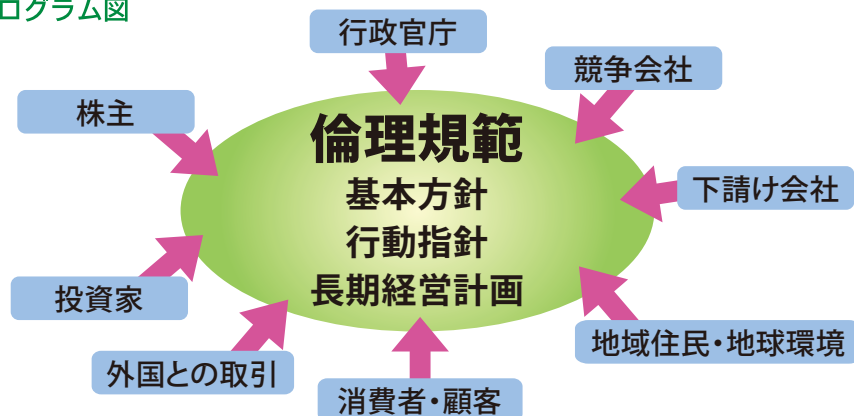 ログラム図
行政官庁
競争会社
株主
倫理規範
基本方針
行動指針
長期経営計画
下請け会社
投資家
地域住民・地球環境
外国との取引
消費者・顧客